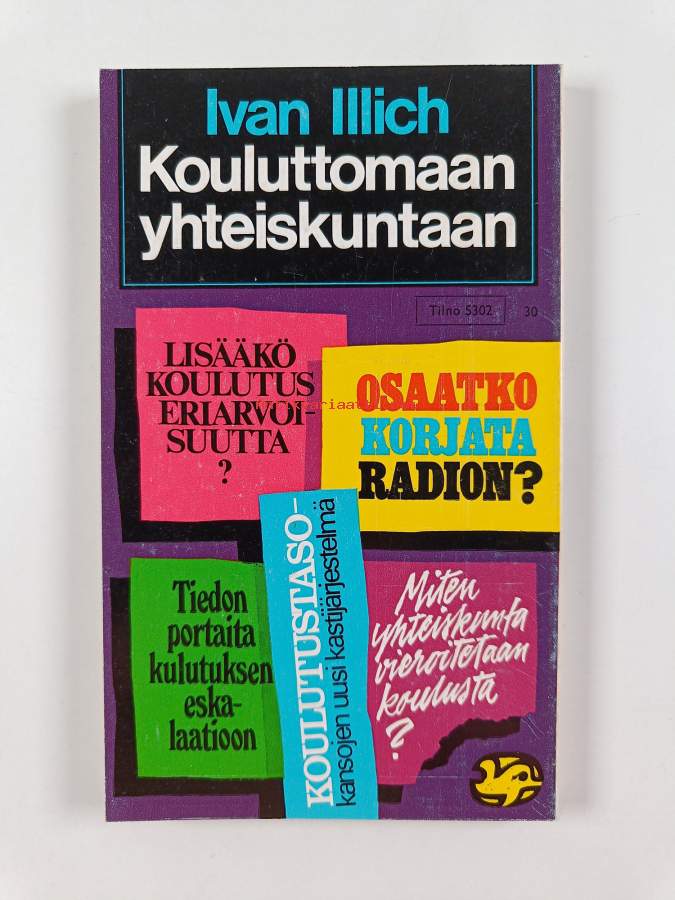 Ivan Illich
Kouluttomaan
yhteiskuntaan
Tilno 5302
30
LISÄÄKÖ
KOULUTUS
ERIARVOI-
SUUTTA
?
OSAATKO
KORJATA
RADION?
KOULUTUSTASO–
kansojen uusi kastijärjestelmä
Tiedon
portaita
kulutuksen
eska-
laatioon
Miten
yhteiskunta
vieroitetaan
koulusta
?